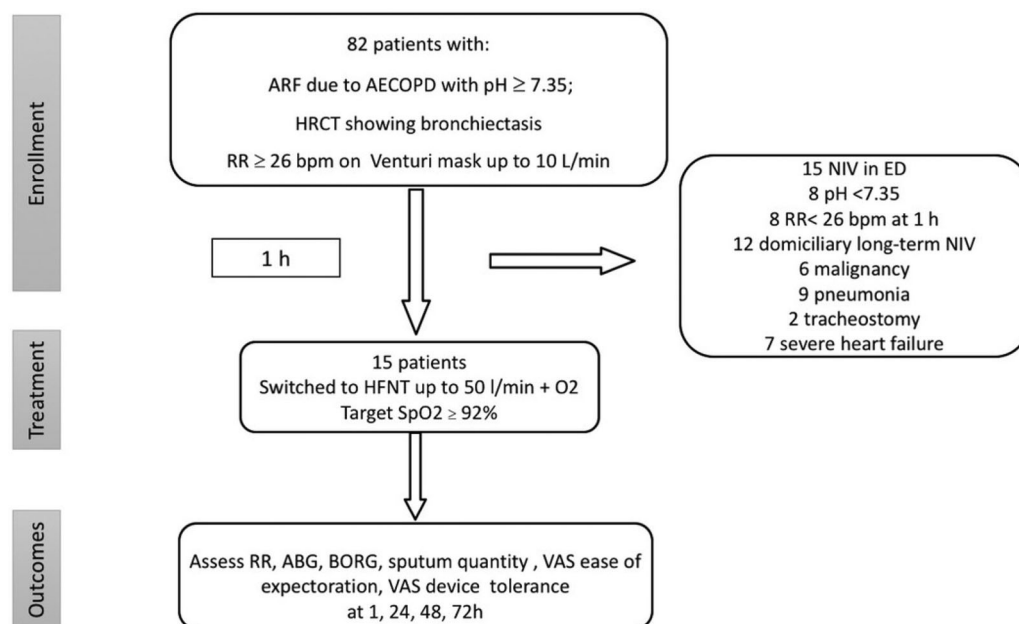 Enrollment
82 patients with:
ARF due to AECOPD with pH ≥ 7.35;
HRCT showing bronchiectasis
RR ≥ 26 bpm on Venturi mask up to 10 L/min
1 h
15 NIV in ED
8 pH <7.35
8 RR< 26 bpm at 1 h
12 domiciliary long-term NIV
6 malignancy
9 pneumonia
2 tracheostomy
7 severe heart failure
Treatment
15 patients
Switched to HFNT up to 50 l/min + O2
Target SpO2 ≥ 92%
Outcomes
Assess RR, ABG, BORG, sputum quantity , VAS ease of
expectoration, VAS device tolerance
at 1, 24, 48, 72h